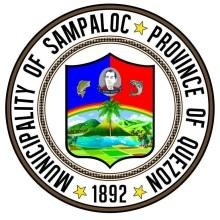 MUNICIPALITY OF SAMPALOC
PROVINCE OF QUEZON
1892